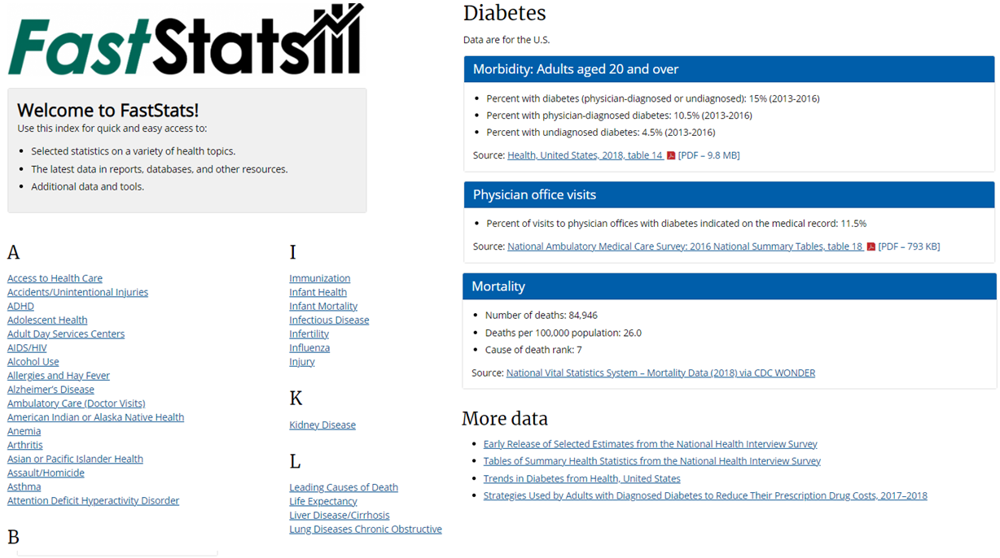 FastStats
Welcome to FastStats!
Use this index for quick and easy access to:
• Selected statistics on a variety of health topics.
• The latest data in reports, databases, and other resources.
• Additional data and tools.
A
Access to Health Care
Accidents/Unintentional Injuries
ADHD
Adolescent Health
Adult Day Services Centers
AIDS/HIV
Alcohol Use
Allergies and Hay Fever
Alzheimer's Disease
Ambulatory Care (Doctor Visits)
American Indian or Alaska Native Health
Anemia
Arthritis
Asian or Pacific Islander Health
Assault/Homicide
Asthma
Attention Deficit Hyperactivity Disorder
B
I
Immunization
Infant Health
Infant Mortality
Infectious Disease
Infertility
Influenza
Injury
K
Kidney Disease
L
Leading Causes of Death
Life Expectancy
Liver Disease/Cirrhosis
Lung Diseases Chronic Obstructive
Diabetes
Data are for the U.S.
Morbidity: Adults aged 20 and over
• Percent with diabetes (physician-diagnosed or undiagnosed): 15% (2013-2016)
• Percent with physician-diagnosed diabetes: 10.5% (2013-2016)
• Percent with undiagnosed diabetes: 4.5% (2013-2016)
Source: Health, United States, 2018, table 14 [PDF – 9.8 MB]
Physician office visits
• Percent of visits to physician offices with diabetes indicated on the medical record: 11.5%
Source: National Ambulatory Medical Care Survey: 2016 National Summary Tables, table 18 [PDF – 793 KB]
Mortality
• Number of deaths: 84,946
• Deaths per 100,000 population: 26.0
• Cause of death rank: 7
Source: National Vital Statistics System – Mortality Data (2018) via CDC WONDER
More data
• Early Release of Selected Estimates from the National Health Interview Survey
• Tables of Summary Health Statistics from the National Health Interview Survey
• Trends in Diabetes from Health, United States
• Strategies Used by Adults with Diagnosed Diabetes to Reduce Their Prescription Drug Costs, 2017–2018